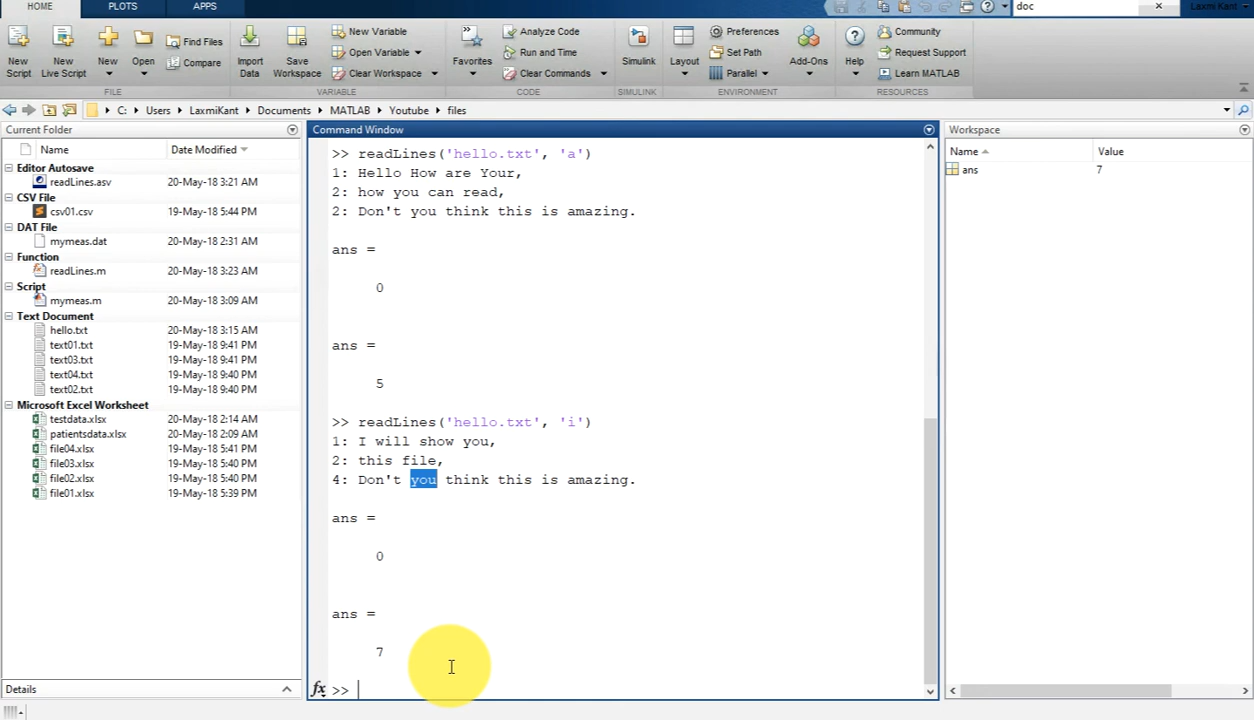 HOME PLOTS APPS
doc
Laxmi Kant
New Script
New Live Script
New
Open
Find Files
Compare
FILE
Import Data
Save Workspace
New Variable
Open Variable
Clear Workspace
VARIABLE
Favorites
Analyze Code
Run and Time
Clear Commands
CODE
Simulink
SIMULINK
Layout
Preferences
Set Path
Parallel
ENVIRONMENT
Add-Ons
Help
Community
Request Support
Learn MATLAB
RESOURCES
C: Users LaxmiKant Documents MATLAB Youtube files
Current Folder
Name Date Modified
Editor Autosave
readLines.asv 20-May-18 3:21 AM
CSV File
csv01.csv 19-May-18 5:44 PM
DAT File
mymeas.dat 20-May-18 2:31 AM
Function
readLines.m 20-May-18 3:23 AM
Script
mymeas.m 20-May-18 3:09 AM
Text Document
hello.txt 20-May-18 3:15 AM
text01.txt 19-May-18 9:41 PM
text03.txt 19-May-18 9:41 PM
text04.txt 19-May-18 9:40 PM
text02.txt 19-May-18 9:40 PM
Microsoft Excel Worksheet
testdata.xlsx 20-May-18 2:14 AM
patientsdata.xlsx 20-May-18 2:09 AM
file04.xlsx 19-May-18 5:41 PM
file03.xlsx 19-May-18 5:40 PM
file02.xlsx 19-May-18 5:40 PM
file01.xlsx 19-May-18 5:39 PM
Details
Command Window
>> readLines('hello.txt', 'a')
1: Hello How are Your,
2: how you can read,
2: Don't you think this is amazing.
ans =
0
ans =
5
>> readLines('hello.txt', 'i')
1: I will show you,
2: this file,
4: Don't you think this is amazing.
ans =
0
ans =
7
fx >>
Workspace
Name Value
ans 7